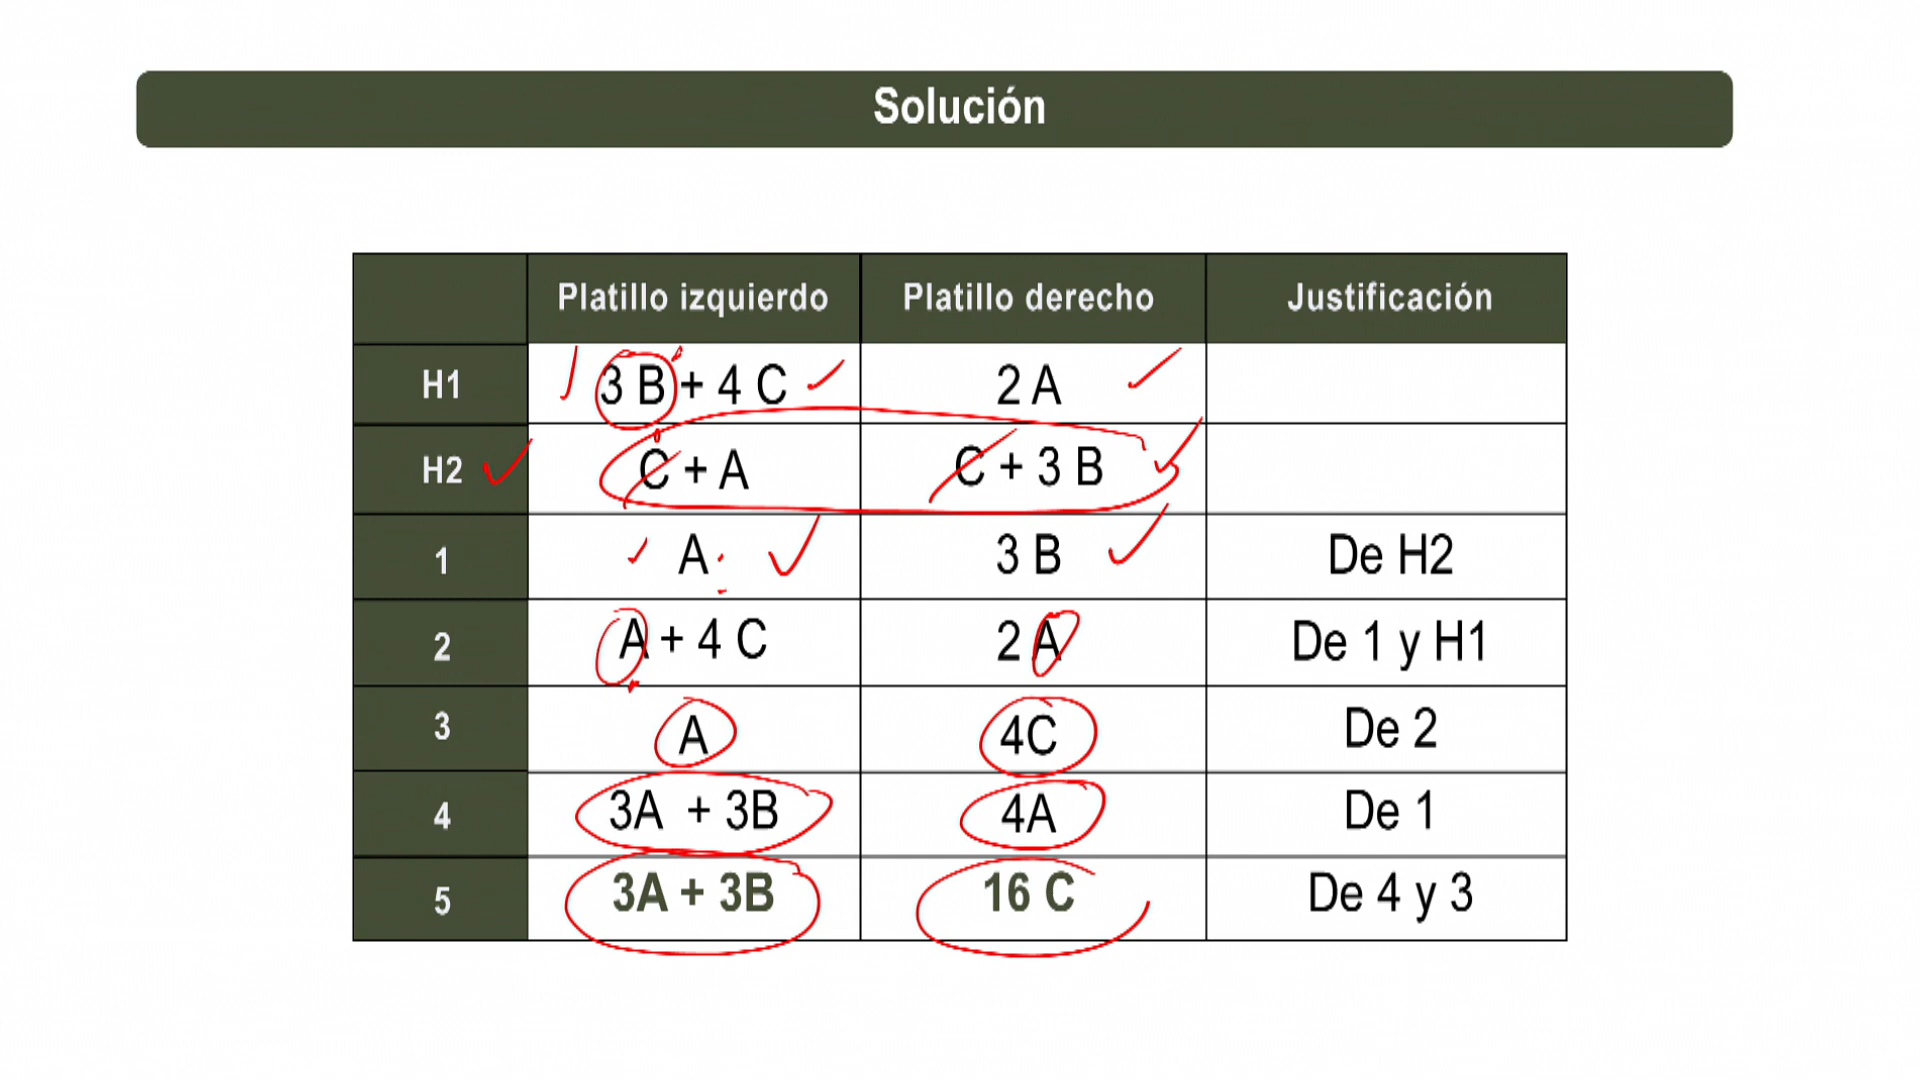 Solución
Platillo izquierdo Platillo derecho Justificación
H1 3 B + 4 C 2 A
H2 C + A C + 3 B
1 A 3 B De H2
2 A + 4 C 2 A De 1 y H1
3 A 4C De 2
4 3A + 3B 4A De 1
5 3A + 3B 16 C De 4 y 3